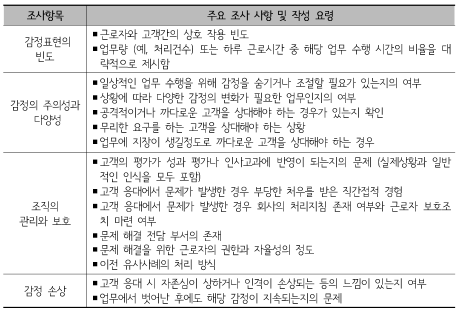 조사항목
주요 조사 사항 및 작성 요령
감정표현의
빈도
■ 근로자와 고객간의 상호 작용 빈도
■ 업무량 (예, 처리건수) 또는 하루 근로시간 중 해당 업무 수행 시간의 비율을 대
략적으로 제시함
감정의 주의성과
다양성
■ 일상적인 업무 수행을 위해 감정을 숨기거나 조절할 필요가 있는지의 여부
■ 상황에 따라 다양한 감정의 변화가 필요한 업무인지의 여부
■ 공격적이거나 까다로운 고객을 상대해야 하는 경우가 있는지 확인
■ 무리한 요구를 하는 고객을 상대해야 하는 상황
■ 업무에 지장이 생길정도로 까다로운 고객을 상대해야 하는 경우
조직의
관리와 보호
■ 고객의 평가가 성과 평가나 인사고과에 반영이 되는지의 문제 (실제상황과 일반
적인 인식을 모두 포함)
■ 고객 응대에서 문제가 발생한 경우 부당한 처우를 받은 직간접적 경험
■ 고객 응대에서 문제가 발생한 경우 회사의 처리지침 존재 여부와 근로자 보호조
치 마련 여부
■ 문제 해결 전담 부서의 존재
■ 문제 해결을 위한 근로자의 권한과 자율성의 정도
■ 이전 유사사례의 처리 방식
감정 손상
■ 고객 응대 시 자존심이 상하거나 인격이 손상되는 등의 느낌이 있는지 여부
■ 업무에서 벗어난 후에도 해당 감정이 지속되는지의 문제